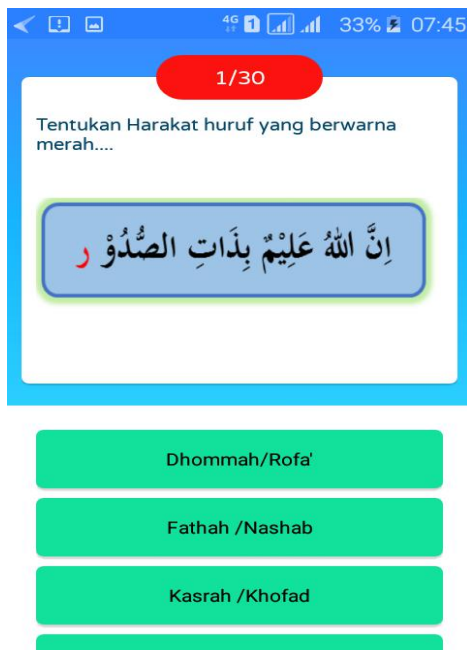 4G 1 33% 07:45
1/30
Tentukan Harakat huruf yang berwarna
merah....
اِنَّ اللهُ عَلِيْمٌ بِذَاتِ الصُّدُوْ ر
Dhommah/Rofa'
Fathah /Nashab
Kasrah /Khofad